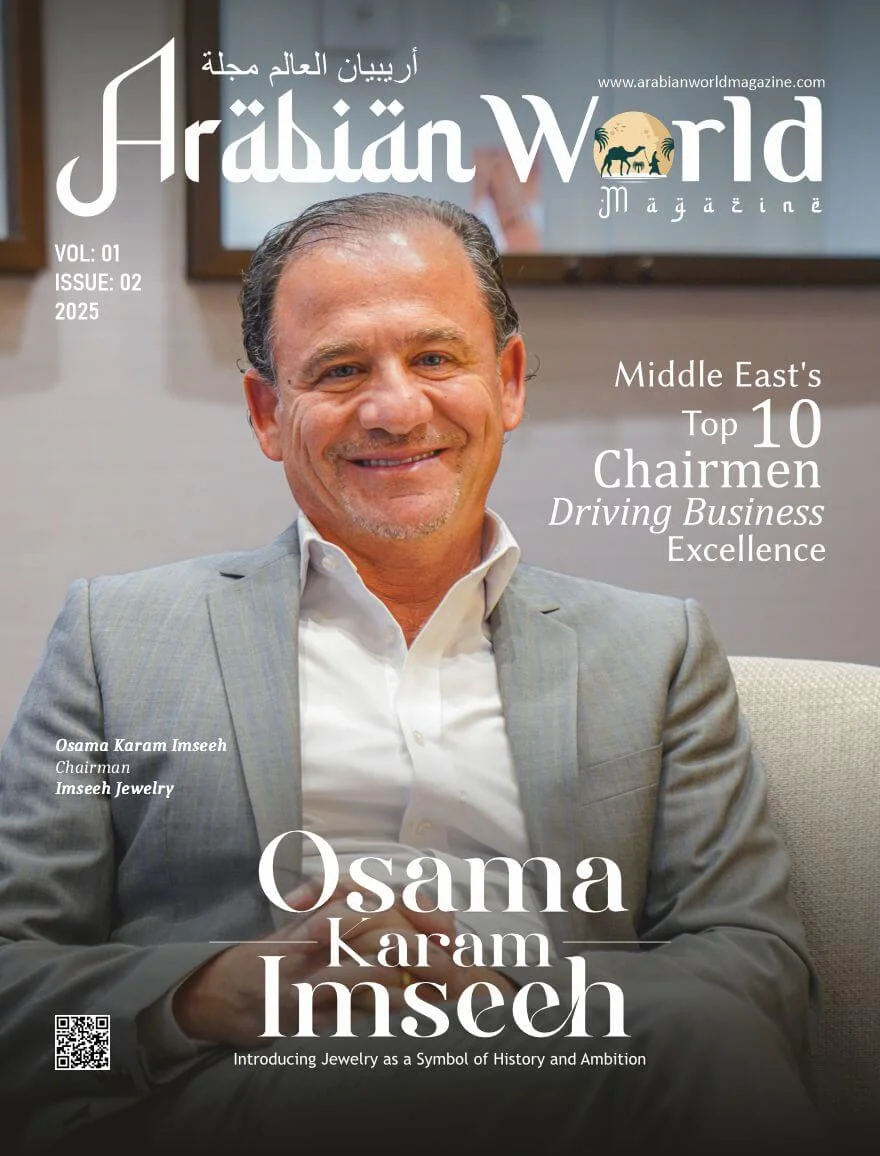 أريبيان العالم مجلة
www.arabianworldmagazine.com
Arabian World
Magazine
VOL: 01
ISSUE: 02
2025
Middle East's
Top 10
Chairmen
Driving Business
Excellence
Osama Karam Imseeh
Chairman
Imseeh Jewelry
Osama
Karam
Imseeh
Introducing Jewelry as a Symbol of History and Ambition